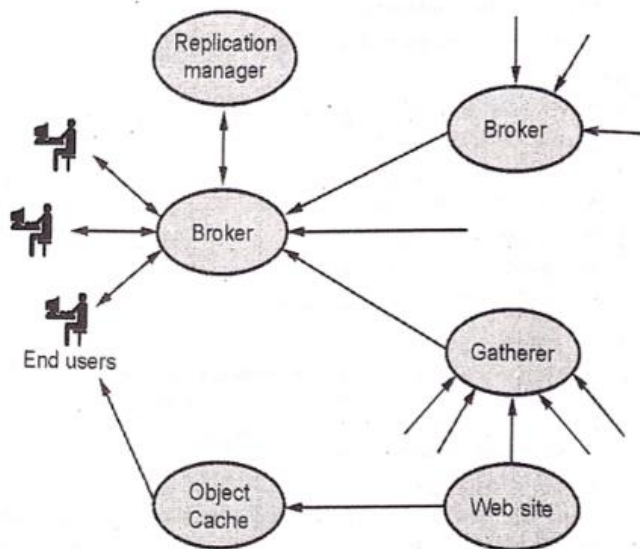 Replication
manager
Broker
Broker
End users
Gatherer
Object
Cache
Web site